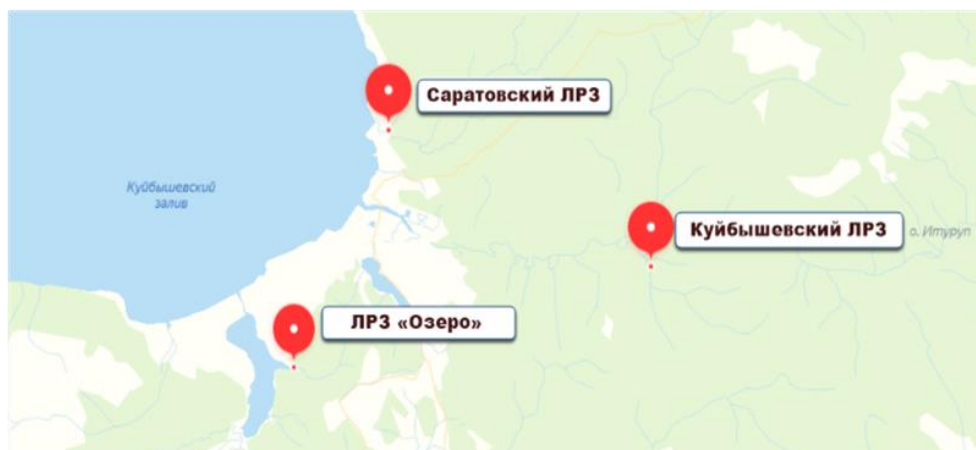 Саратовский ЛРЗ
Куйбышевский
залив
Куйбышевский ЛРЗ
о. Итуруп
ЛРЗ «Озеро»